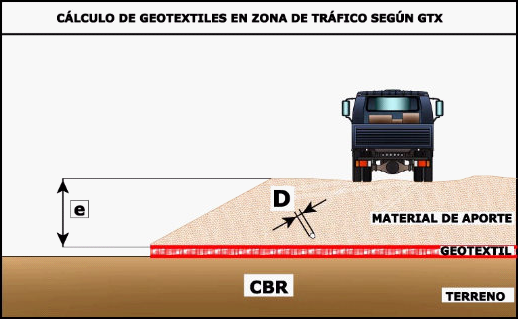 CÁLCULO DE GEOTEXTILES EN ZONA DE TRÁFICO SEGÚN GTX
e
D
MATERIAL DE APORTE
GEOTEXTIL
CBR
TERRENO